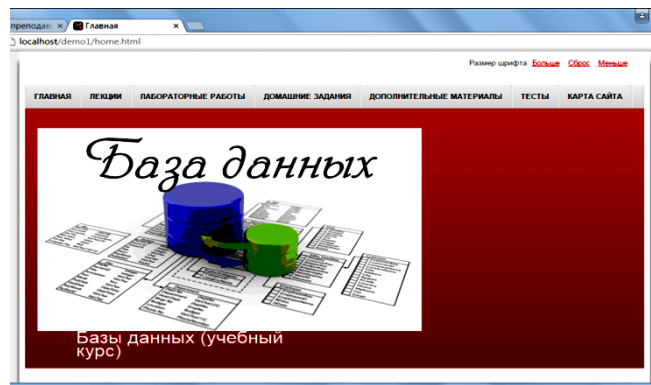 преподав
Главная
localhost/demo1/home.html
Размер шрифта Больше Сброс Меньше
ГЛАВНАЯ ЛЕКЦИИ ЛАБОРАТОРНЫЕ РАБОТЫ ДОМАШНИЕ ЗАДАНИЯ ДОПОЛНИТЕЛЬНЫЕ МАТЕРИАЛЫ ТЕСТЫ КАРТА САЙТА
База данных
Базы данных (учебный
курс)